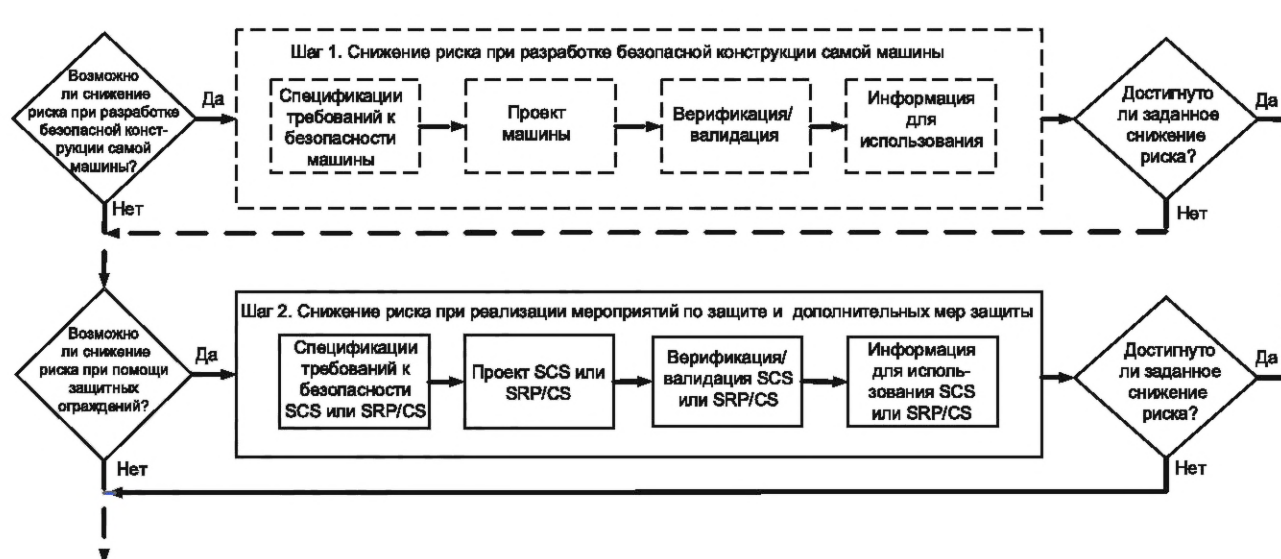 Шаг 1. Снижение риска при разработке безопасной конструкции самой машины
Возможно
ли снижение
риска при разработке
безопасной конст-
рукции самой
машины?
Да
Спецификации
требований к
безопасности
машины
Проект
машины
Верификация/
валидация
Информация
для
использования
Достигнуто
ли заданное
снижение
риска?
Да
Нет
Нет
Шаг 2. Снижение риска при реализации мероприятий по защите и дополнительных мер защиты
Возможно
ли снижение
риска при помощи
защитных
ограждений?
Да
Спецификации
требований к
безопасности
SCS или SRP/CS
Проект SCS или
SRP/CS
Верификация/
валидация SCS
или SRP/CS
Информация
для исполь-
зования SCS
или SRP/CS
Достигнуто
ли заданное
снижение
риска?
Да
Нет
Нет